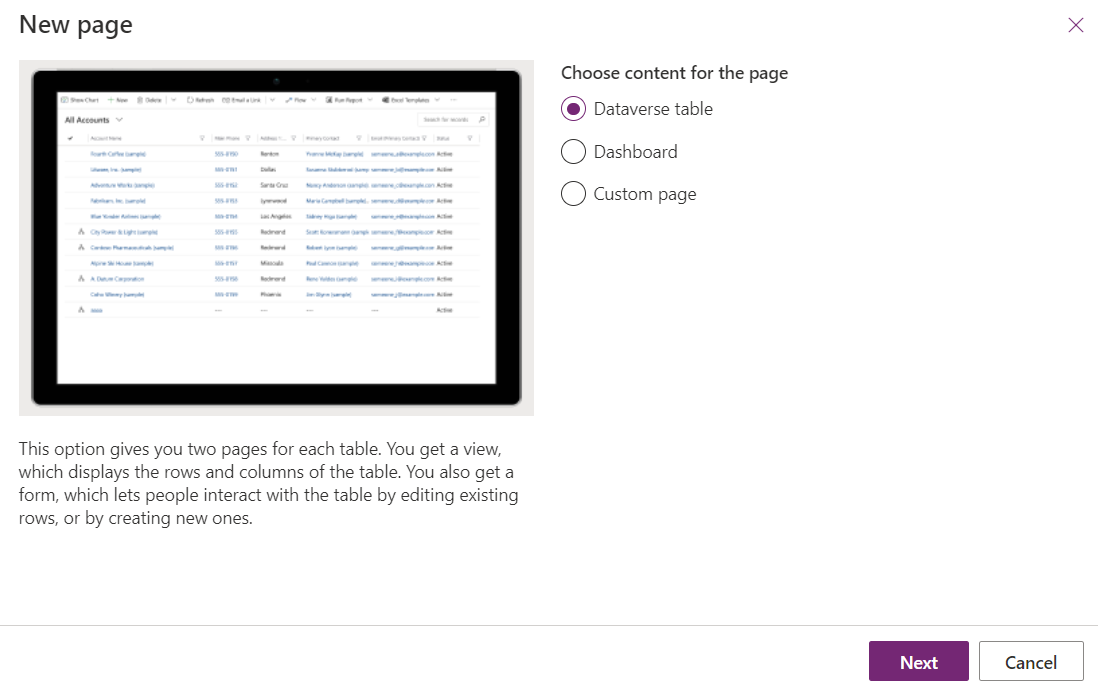 New page
Show Chart + New Delete Refresh Email a Link Flow Run Report Excel Templates ...
All Accounts
Search for records
Account Name Main Phone Address 1... Primary Contact Email (Primary Contact) Status
Fourth Coffee (sample) 555-0150 Renton Yvonne McKay (sample) someone_a@example.com Active
Litware, Inc. (sample) 555-0151 Dallas Susanna Stubberod (samp someone_b@example.com Active
Adventure Works (sample) 555-0152 Santa Cruz Nancy Anderson (sample) someone_c@example.com Active
Fabrikam, Inc. (sample) 555-0153 Lynnwood Maria Campbell (sample) someone_d@example.com Active
Blue Yonder Airlines (sample) 555-0154 Los Angeles Sidney Higa (sample) someone_e@example.com Active
City Power & Light (sample) 555-0155 Redmond Scott Konersmann (sampl someone_f@example.com Active
Contoso Pharmaceuticals (sample) 555-0156 Redmond Robert Lyon (sample) someone_g@example.com Active
Alpine Ski House (sample) 555-0157 Missoula Paul Cannon (sample) someone_h@example.com Active
A. Datum Corporation 555-0158 Redmond Rene Valdes (sample) someone_i@example.com Active
Coho Winery (sample) 555-0159 Phoenix Jim Glynn (sample) someone_j@example.com Active
--- --- --- --- Active
This option gives you two pages for each table. You get a view,
which displays the rows and columns of the table. You also get a
form, which lets people interact with the table by editing existing
rows, or by creating new ones.
Choose content for the page
Dataverse table
Dashboard
Custom page
Next
Cancel